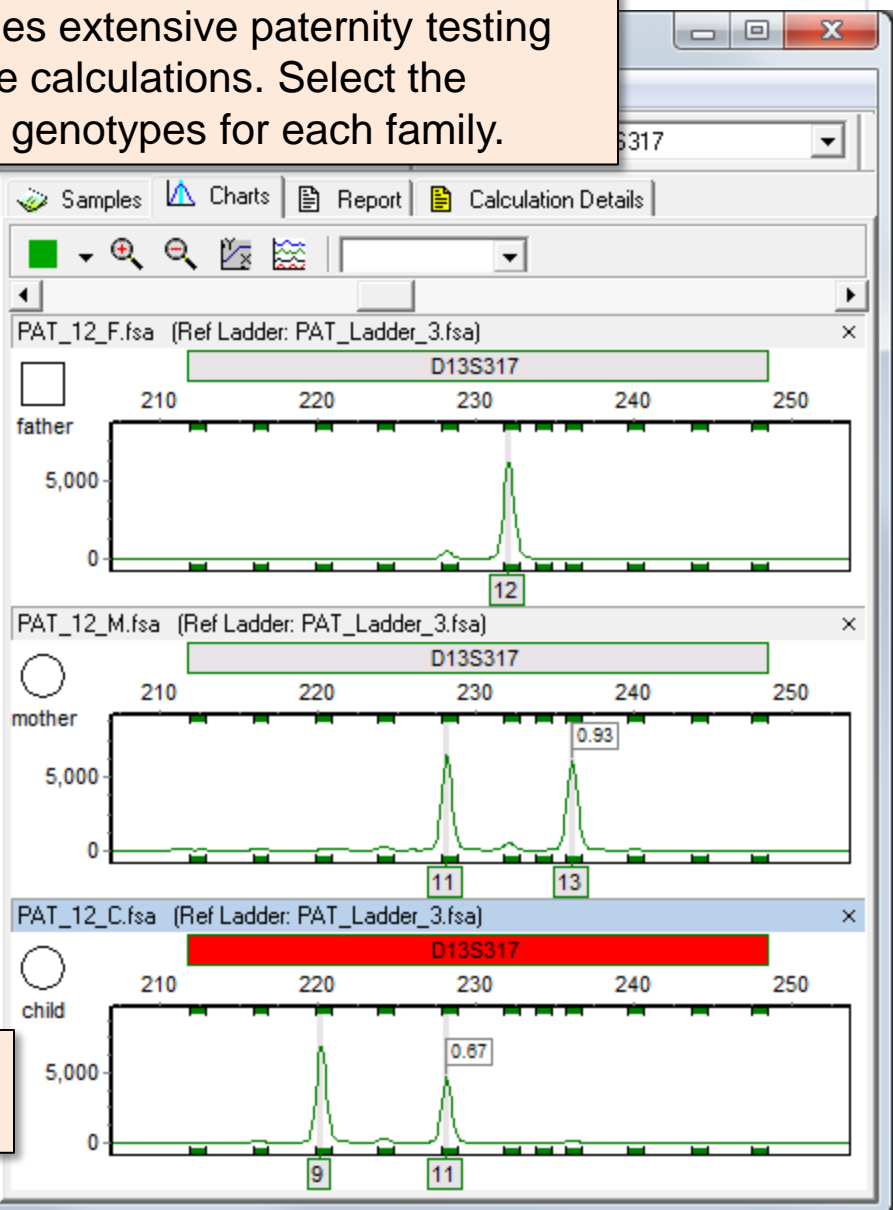 es extensive paternity testing
e calculations. Select the
genotypes for each family.
S317
Samples Charts Report Calculation Details
PAT_12_F.fsa (Ref Ladder: PAT_Ladder_3.fsa) ×
D13S317
210 220 230 240 250
father
5,000
0
12
PAT_12_M.fsa (Ref Ladder: PAT_Ladder_3.fsa) ×
D13S317
210 220 230 240 250
mother
0.93
5,000
0
11 13
PAT_12_C.fsa (Ref Ladder: PAT_Ladder_3.fsa) ×
D13S317
210 220 230 240 250
child
0.67
5,000
0
9 11